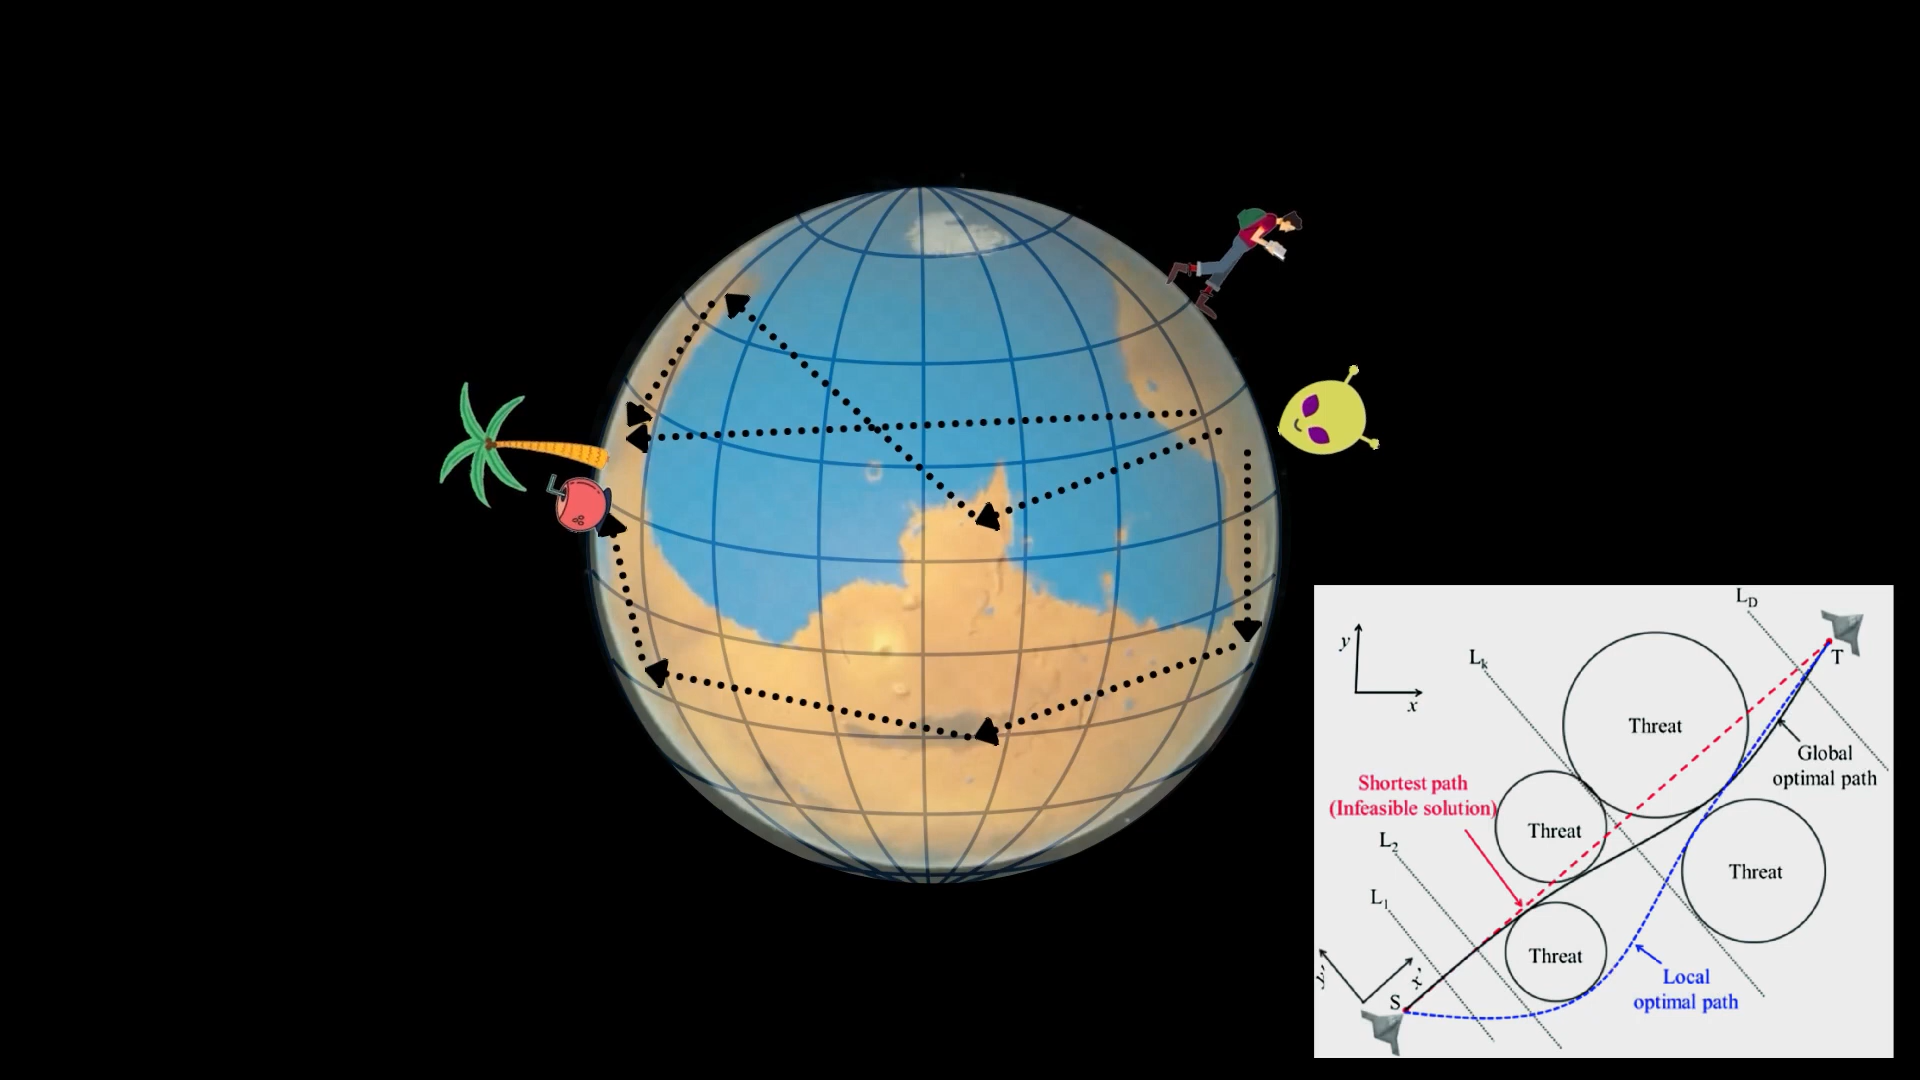 L_D
T
y
x
L_k
Threat
Global
optimal path
Shortest path
(Infeasible solution)
Threat
L_2
Threat
L_1
Threat
y'
x'
S
Local
optimal path